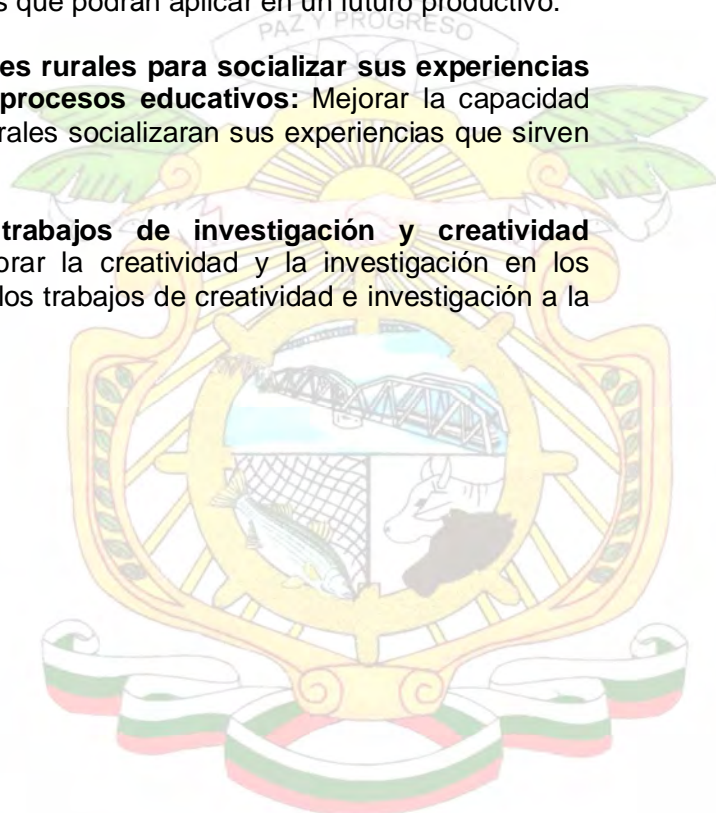 s que podrán aplicar en un futuro productivo.
PAZ Y PROGRESO
es rurales para socializar sus experiencias
procesos educativos: Mejorar la capacidad
rales socializaran sus experiencias que sirven
trabajos de investigación y creatividad
orar la creatividad y la investigación en los
los trabajos de creatividad e investigación a la